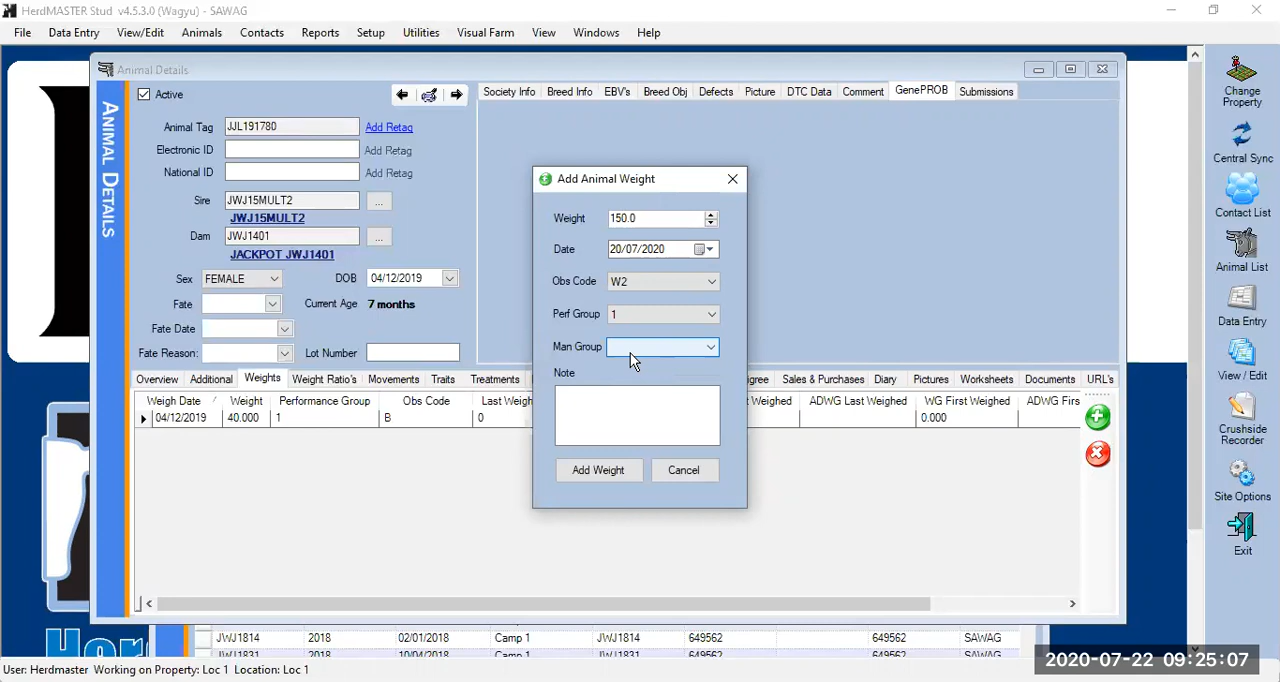 HerdMASTER Stud v4.5.3.0 (Wagyu) - SAWAG
File Data Entry View/Edit Animals Contacts Reports Setup Utilities Visual Farm View Windows Help
Animal Details
ANIMAL DETAILS
Active
Society Info Breed Info EBV's Breed Obj Defects Picture DTC Data Comment GenePROB Submissions
Animal Tag JJL191780 Add Retag
Electronic ID Add Retag
National ID Add Retag
Sire JWJ15MULT2 ...
JWJ15MULT2
Dam JWJ1401 ...
JACKPOT JWJ1401
Sex FEMALE DOB 04/12/2019
Fate Current Age 7 months
Fate Date
Fate Reason: Lot Number
Add Animal Weight
Weight 150.0
Date 20/07/2020
Obs Code W2
Perf Group 1
Man Group
Note
Add Weight Cancel
Overview Additional Weights Weight Ratio's Movements Traits Treatments Sales & Purchases Diary Pictures Worksheets Documents URL's
Weigh Date Weight Performance Group Obs Code ADWG Last Weighed WG First Weighed
04/12/2019 40.000 1 B 0 0.000
JWJ1814 2018 02/01/2018 Camp 1 JWJ1814 649562 649562 SAWAG
JWJ1831 2018 10/04/2018 Camp 1 JWJ1831 649562 649562 SAWAG
Change Property
Central Sync
Contact List
Animal List
Data Entry
View / Edit
Crushside Recorder
Site Options
Exit
User: Herdmaster Working on Property: Loc 1 Location: Loc 1
2020-07-22 09:25:07